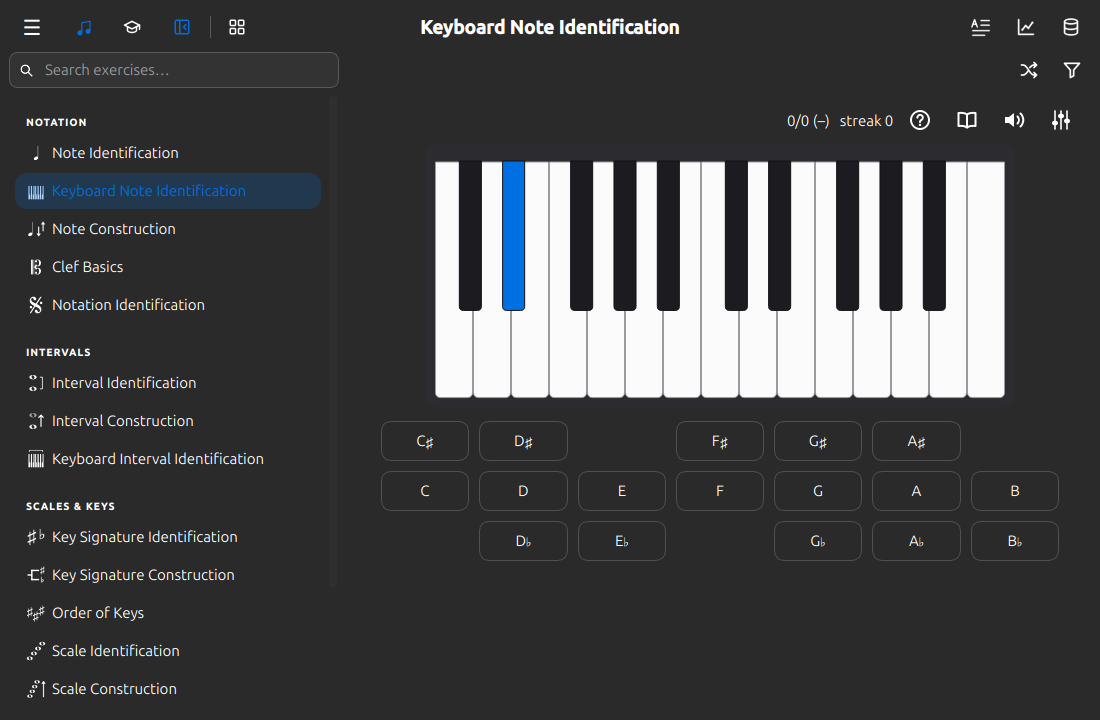 Keyboard Note Identification
Search exercises...
0/0 (–) streak 0
NOTATION
Note Identification
Keyboard Note Identification
Note Construction
Clef Basics
Notation Identification
INTERVALS
Interval Identification
Interval Construction
Keyboard Interval Identification
SCALES & KEYS
Key Signature Identification
Key Signature Construction
Order of Keys
Scale Identification
Scale Construction
C♯ D♯ F♯ G♯ A♯
C D E F G A B
D♭ E♭ G♭ A♭ B♭